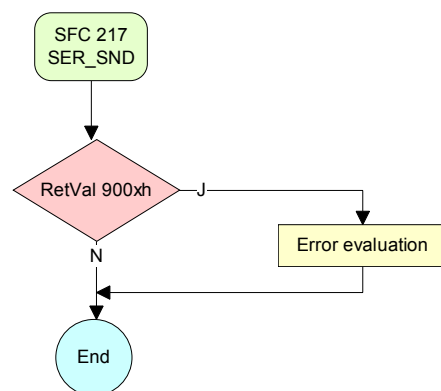 SFC 217
SER_SND
RetVal 900xh
J
Error evaluation
N
End